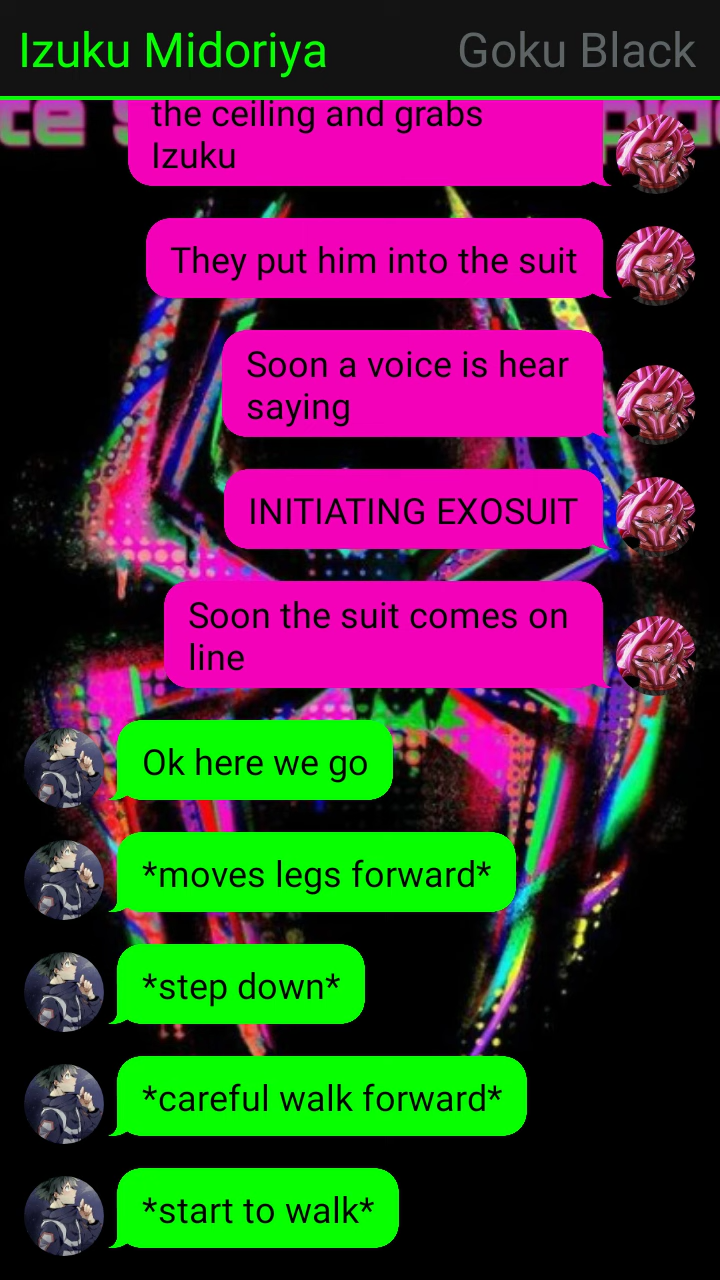 Izuku Midoriya Goku Black
the ceiling and grabs
Izuku
They put him into the suit
Soon a voice is hear
saying
INITIATING EXOSUIT
Soon the suit comes on
line
Ok here we go
*moves legs forward*
*step down*
*careful walk forward*
*start to walk*